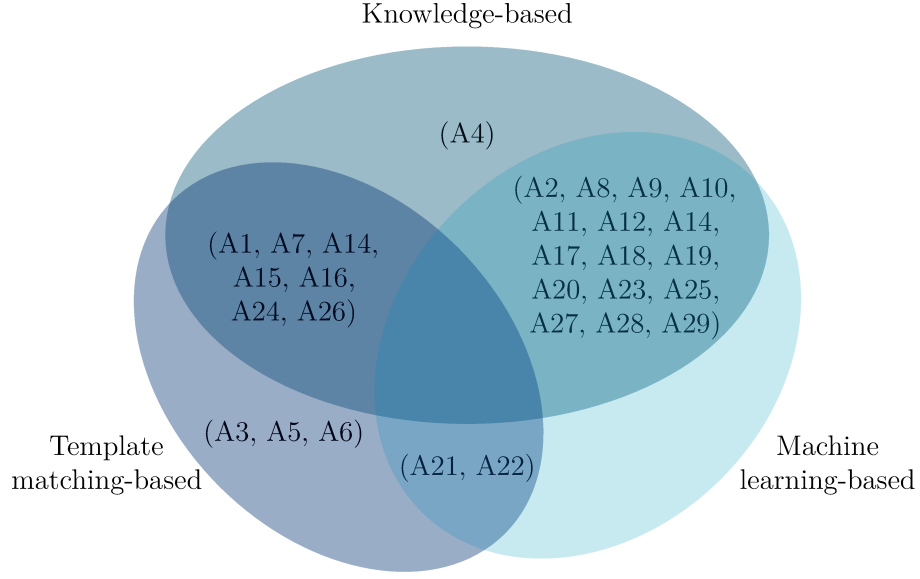 Knowledge-based
(A4)
(A2, A8, A9, A10,
A11, A12, A14,
A17, A18, A19,
A20, A23, A25,
A27, A28, A29)
(A1, A7, A14,
A15, A16,
A24, A26)
(A3, A5, A6)
(A21, A22)
Template
matching-based
Machine
learning-based